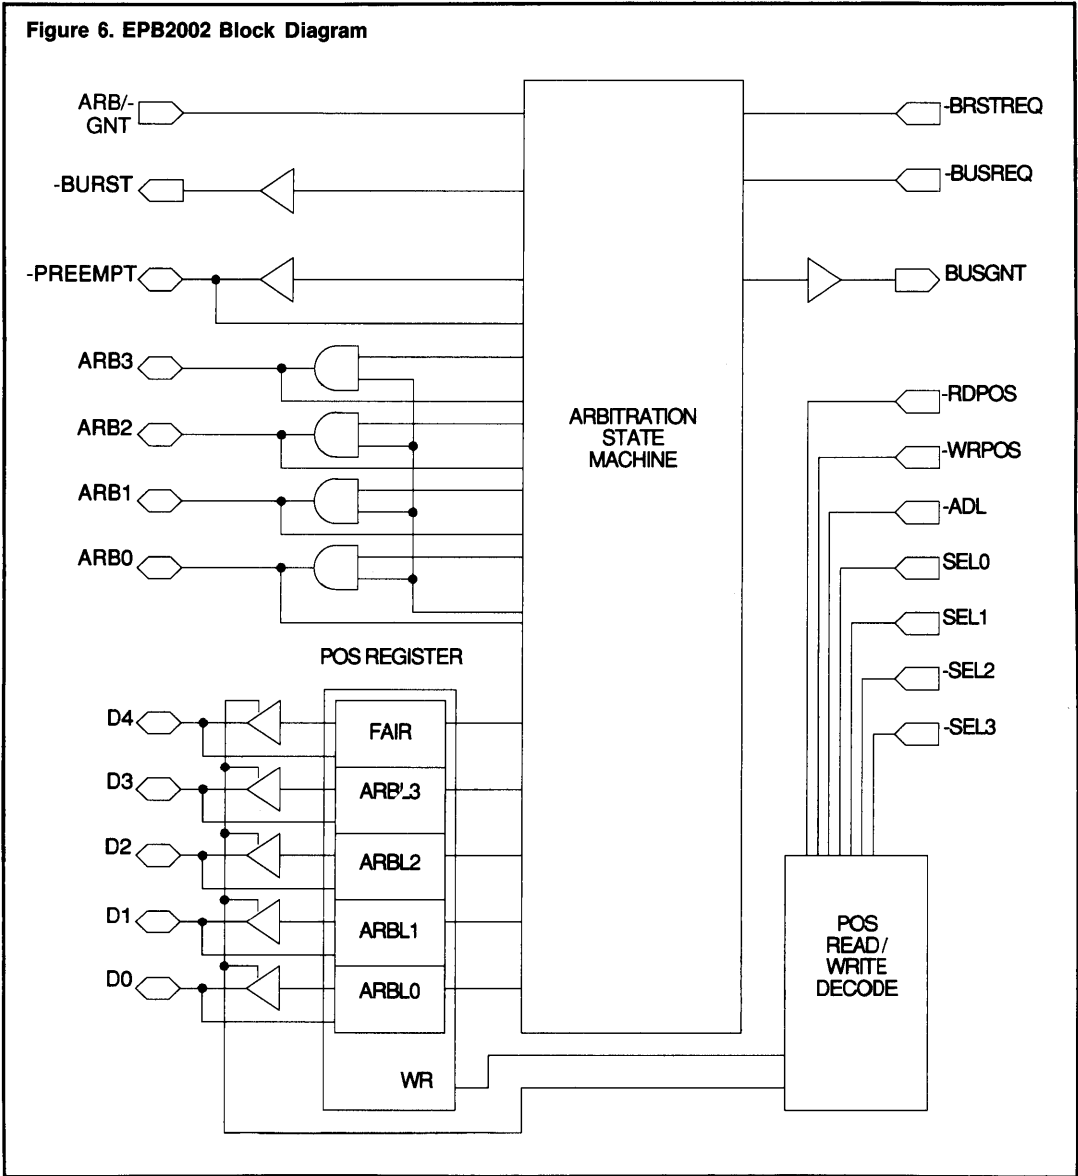 Figure 6. EPB2002 Block Diagram
ARB/-
GNT
-BURST
-PREEMPT
ARB3
ARB2
ARB1
ARB0
-BRSTREQ
-BUSREQ
BUSGNT
ARBITRATION
STATE
MACHINE
-RDPOS
-WRPOS
-ADL
SEL0
SEL1
-SEL2
-SEL3
POS REGISTER
D4
D3
D2
D1
D0
FAIR
ARBL3
ARBL2
ARBL1
ARBL0
WR
POS
READ/
WRITE
DECODE